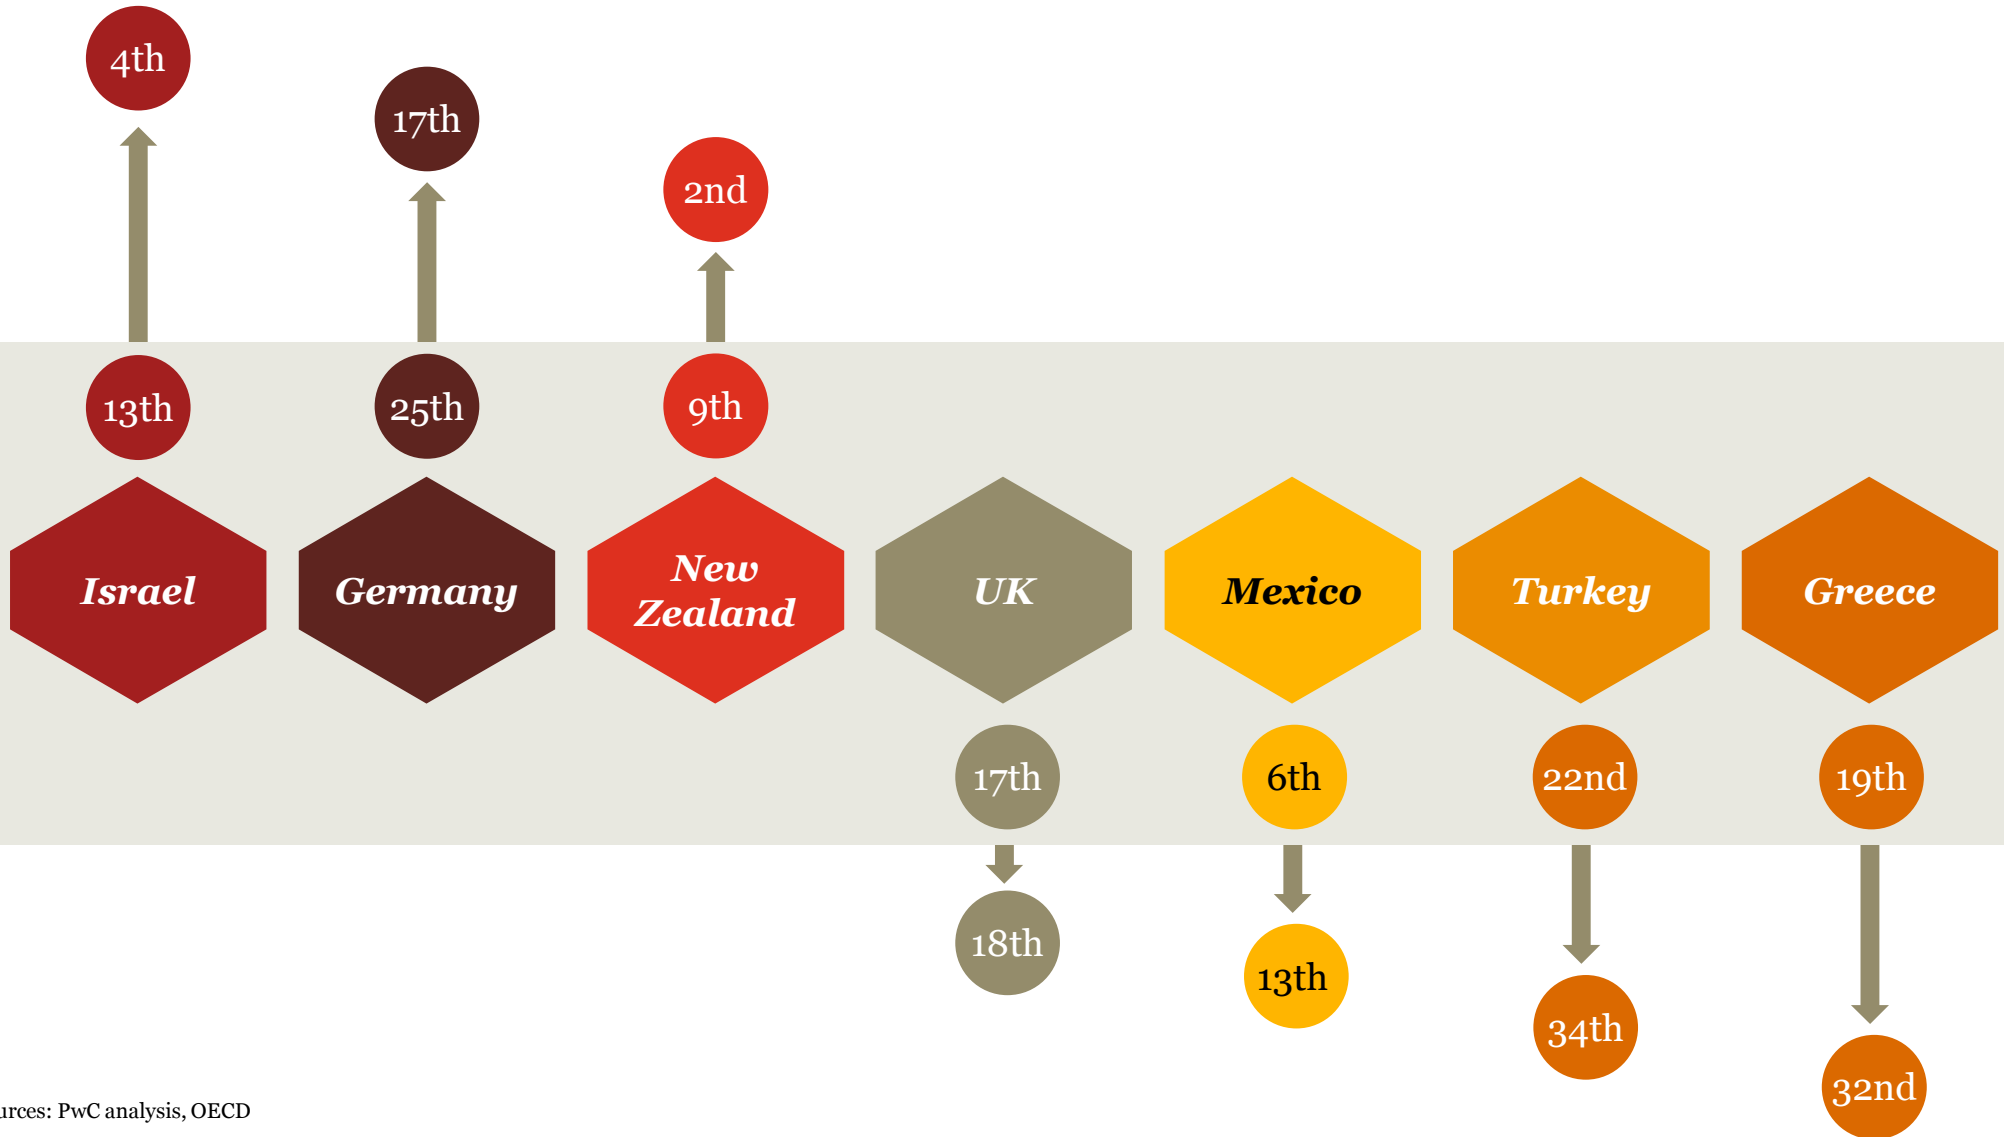 4th
17th
2nd
13th
25th
9th
Israel
Germany
New
Zealand
UK
Mexico
Turkey
Greece
17th
6th
22nd
19th
18th
13th
34th
32nd
urces: PwC analysis, OECD